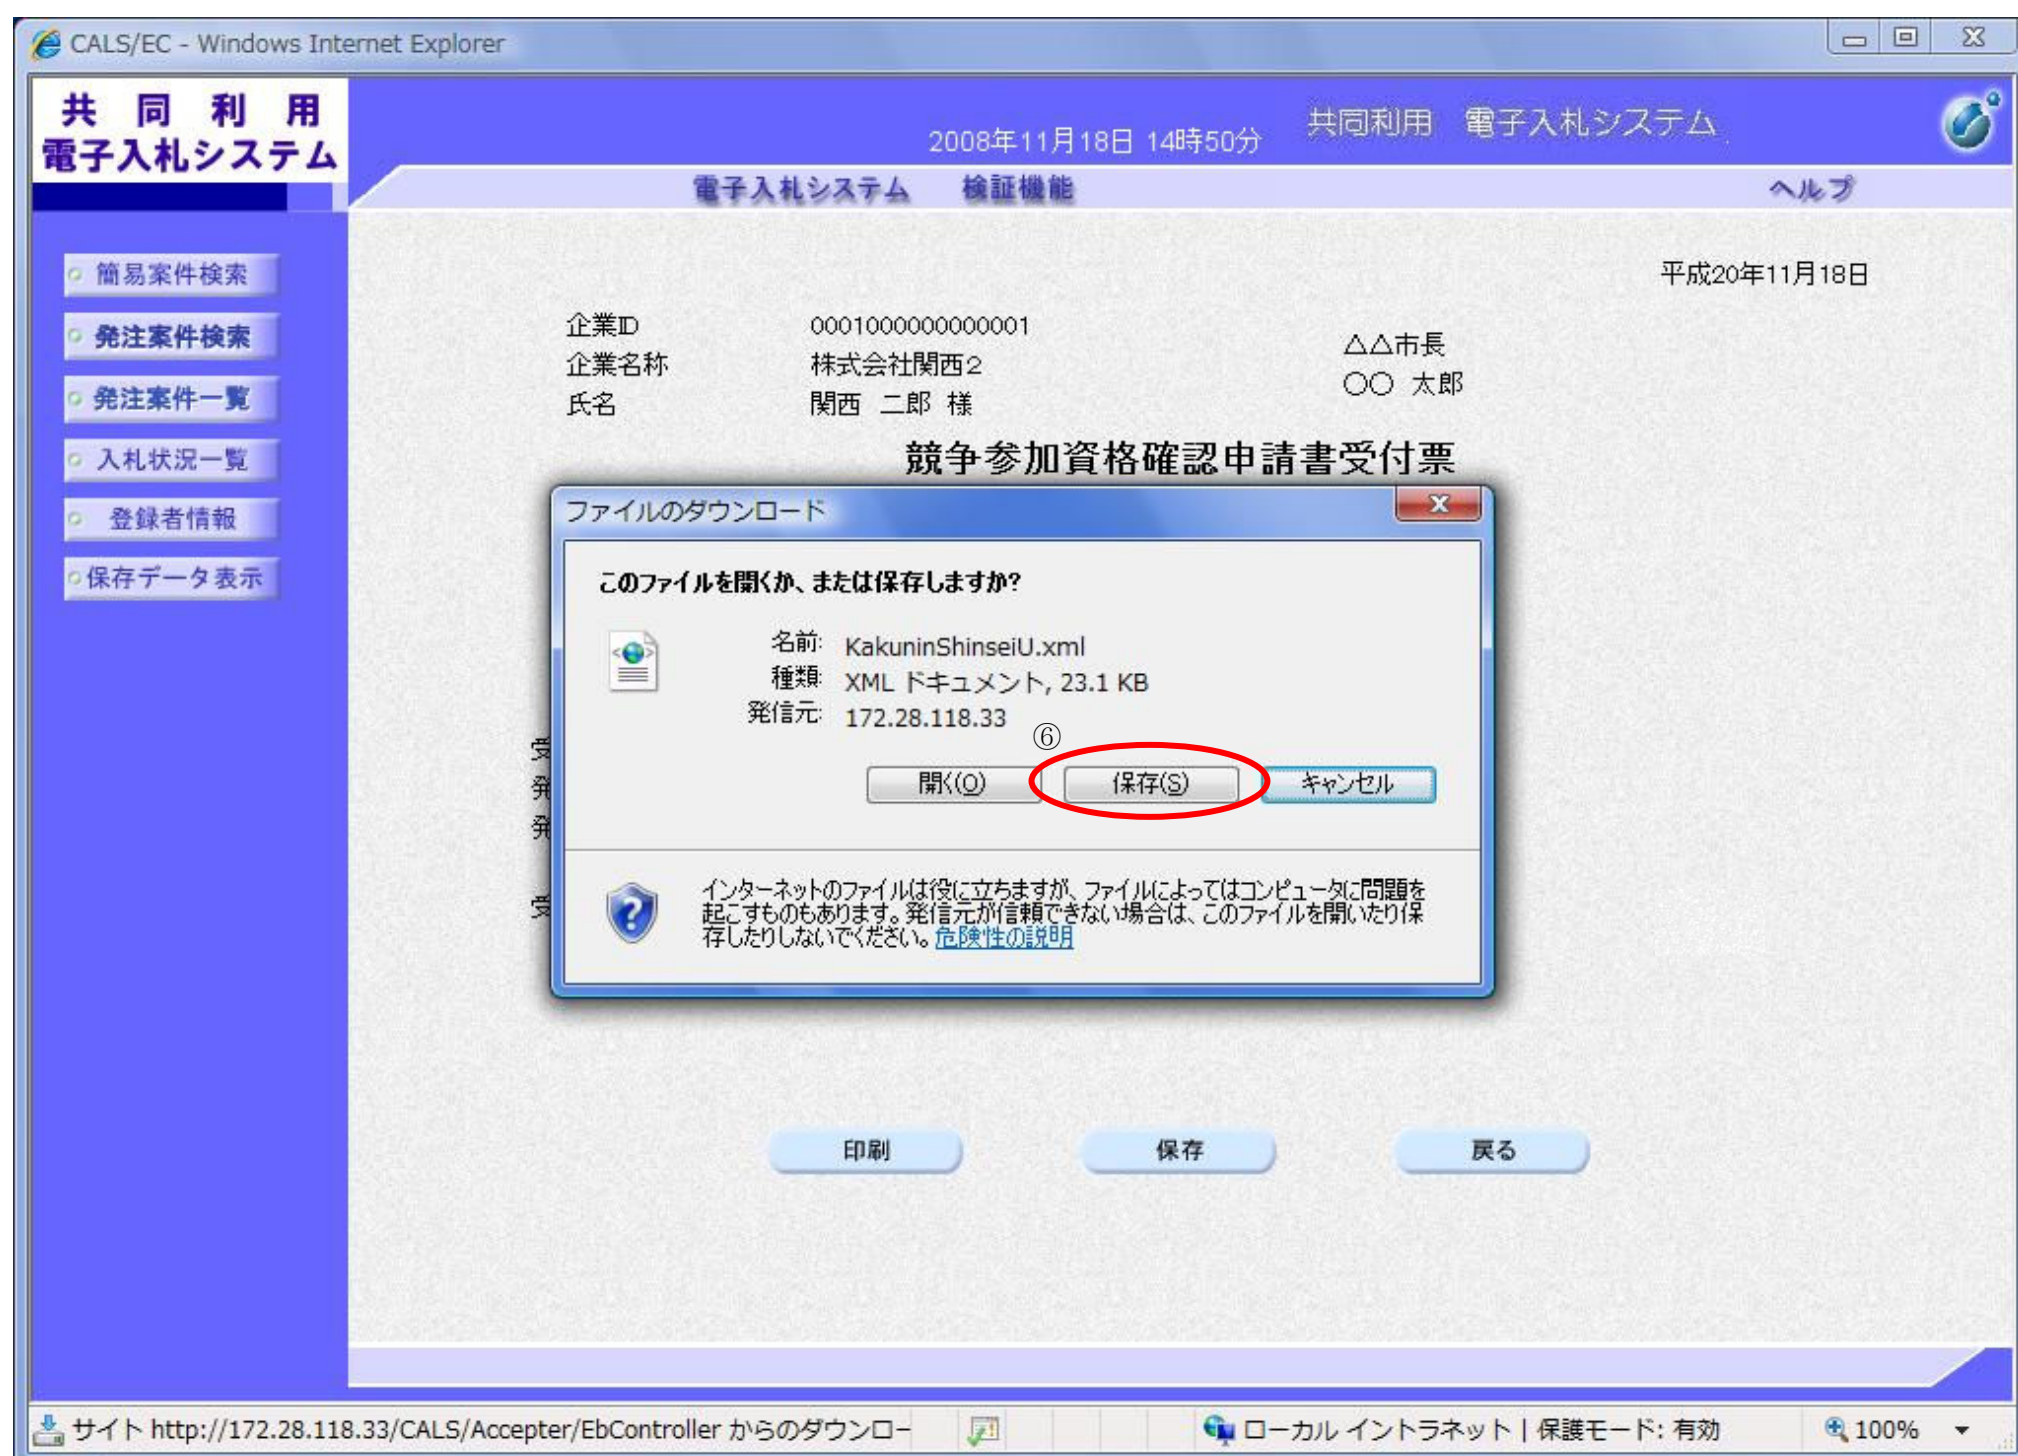 CALS/EC - Windows Internet Explorer
共同利用
電子入札システム
2008年11月18日 14時50分
共同利用 電子入札システム
電子入札システム 検証機能 ヘルプ
簡易案件検索
発注案件検索
発注案件一覧
入札状況一覧
登録者情報
保存データ表示
平成20年11月18日
企業ID 0001000000000001
企業名称 株式会社関西2
氏名 関西 二郎 様
△△市長
〇〇 太郎
競争参加資格確認申請書受付票
ファイルのダウンロード
このファイルを開くか、または保存しますか?
名前: KakuninShinseiU.xml
種類: XML ドキュメント, 23.1 KB
発信元: 172.28.118.33
⑥
開く(O) 保存(S) キャンセル
インターネットのファイルは役に立ちますが、ファイルによってはコンピュータに問題を
起こすものもあります。発信元が信頼できない場合は、このファイルを開いたり保
存したりしないでください。危険性の説明
受
発
発
受
印刷 保存 戻る
サイト http://172.28.118.33/CALS/Accepter/EbController からのダウンロー
ローカル イントラネット | 保護モード: 有効
100%